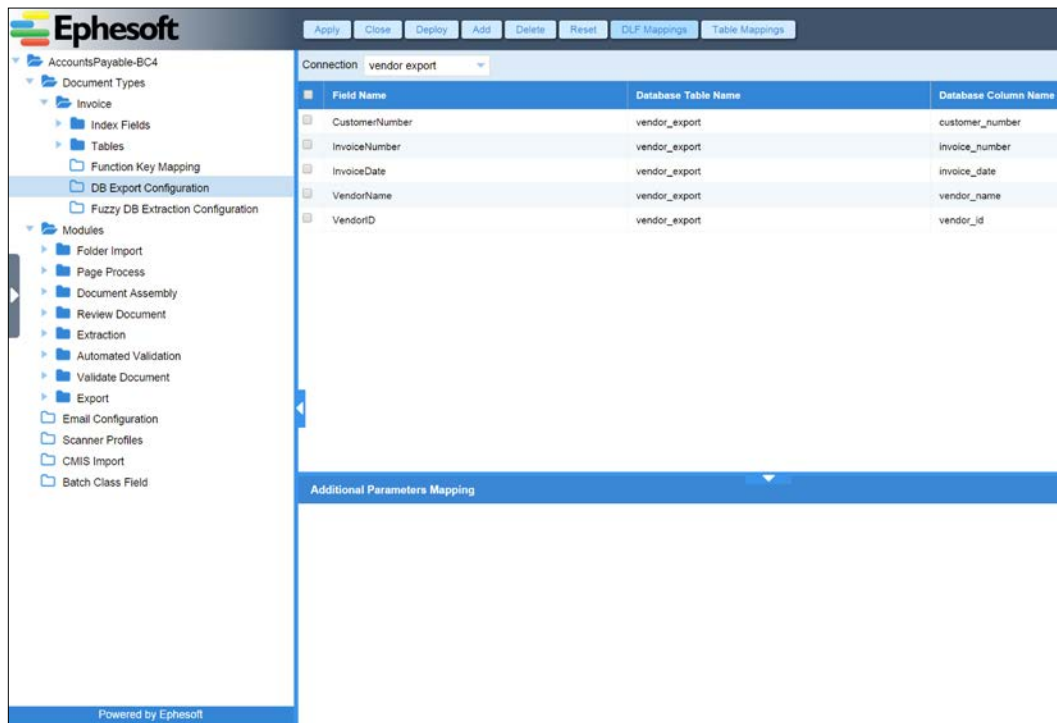 Ephesoft
Apply Close Deploy Add Delete Reset DLF Mappings Table Mappings
AccountsPayable-BC4
Document Types
Invoice
Index Fields
Tables
Function Key Mapping
DB Export Configuration
Fuzzy DB Extraction Configuration
Modules
Folder Import
Page Process
Document Assembly
Review Document
Extraction
Automated Validation
Validate Document
Export
Email Configuration
Scanner Profiles
CMIS Import
Batch Class Field
Powered by Ephesoft
Connection vendor export
Field Name Database Table Name Database Column Name
CustomerNumber vendor_export customer_number
InvoiceNumber vendor_export invoice_number
InvoiceDate vendor_export invoice_date
VendorName vendor_export vendor_name
VendorID vendor_export vendor_id
Additional Parameters Mapping